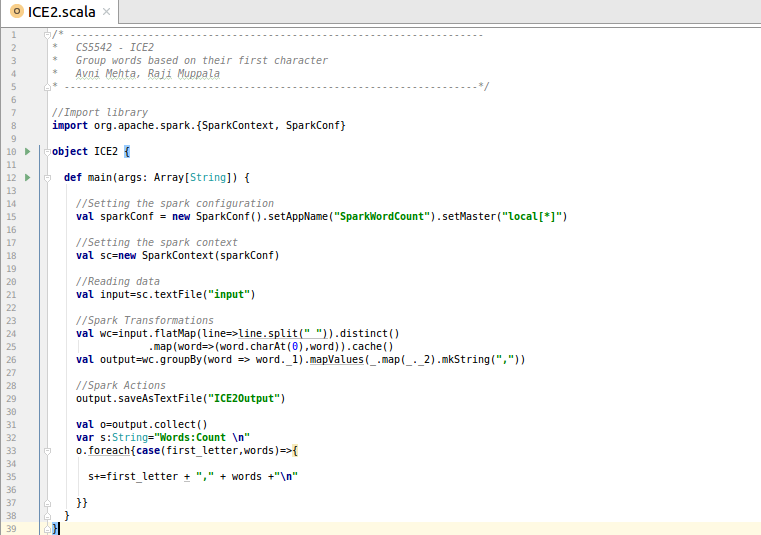 ICE2.scala
1 /* ---------------------------------------------------------------------
2 *   CS5542 - ICE2
3 *   Group words based on their first character
4 *   Avni Mehta, Raji Muppala
5 * ---------------------------------------------------------------------*/
6
7 //Import library
8 import org.apache.spark.{SparkContext, SparkConf}
9
10 object ICE2 {
11
12   def main(args: Array[String]) {
13
14     //Setting the spark configuration
15     val sparkConf = new SparkConf().setAppName("SparkWordCount").setMaster("local[*]")
16
17     //Setting the spark context
18     val sc=new SparkContext(sparkConf)
19
20     //Reading data
21     val input=sc.textFile("input")
22
23     //Spark Transformations
24     val wc=input.flatMap(line=>line.split(" ")).distinct()
25                 .map(word=>(word.charAt(0),word)).cache()
26     val output=wc.groupBy(word => word._1).mapValues(_.map(_._2).mkString(","))
27
28     //Spark Actions
29     output.saveAsTextFile("ICE2Output")
30
31     val o=output.collect()
32     var s:String="Words:Count \n"
33     o.foreach{case(first_letter,words)=>{
34
35       s+=first_letter + "," + words +"\n"
36
37     }}
38   }
39 }